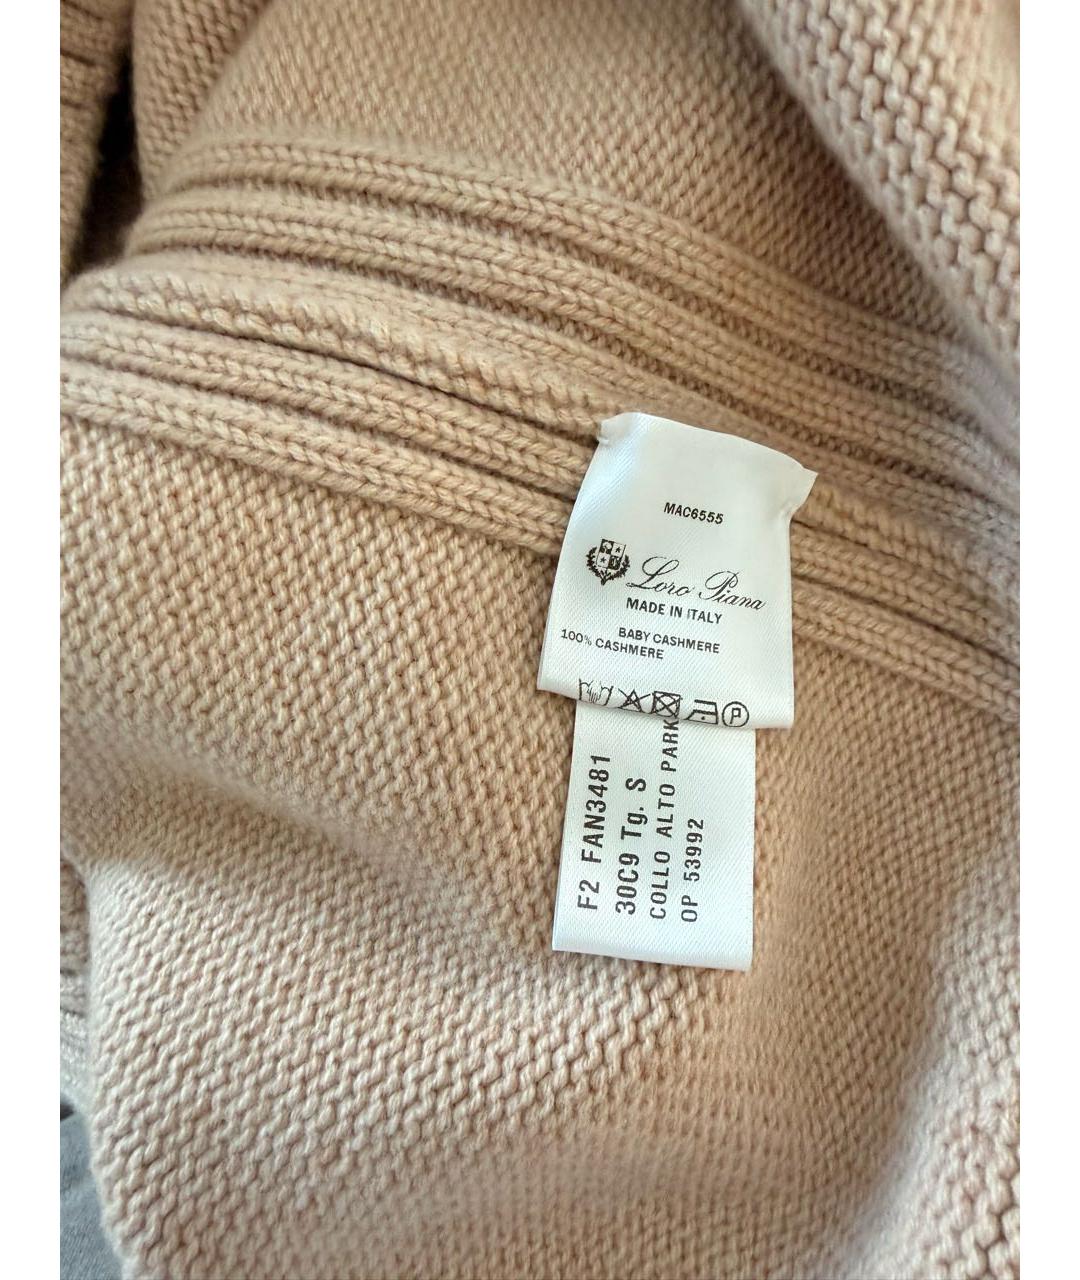 MAC6555
Loro Piana
MADE IN ITALY
BABY CASHMERE
100% CASHMERE
P
F2 FAN3481
30C9 Tg. S
COLLO ALTO PARK
OP 53992